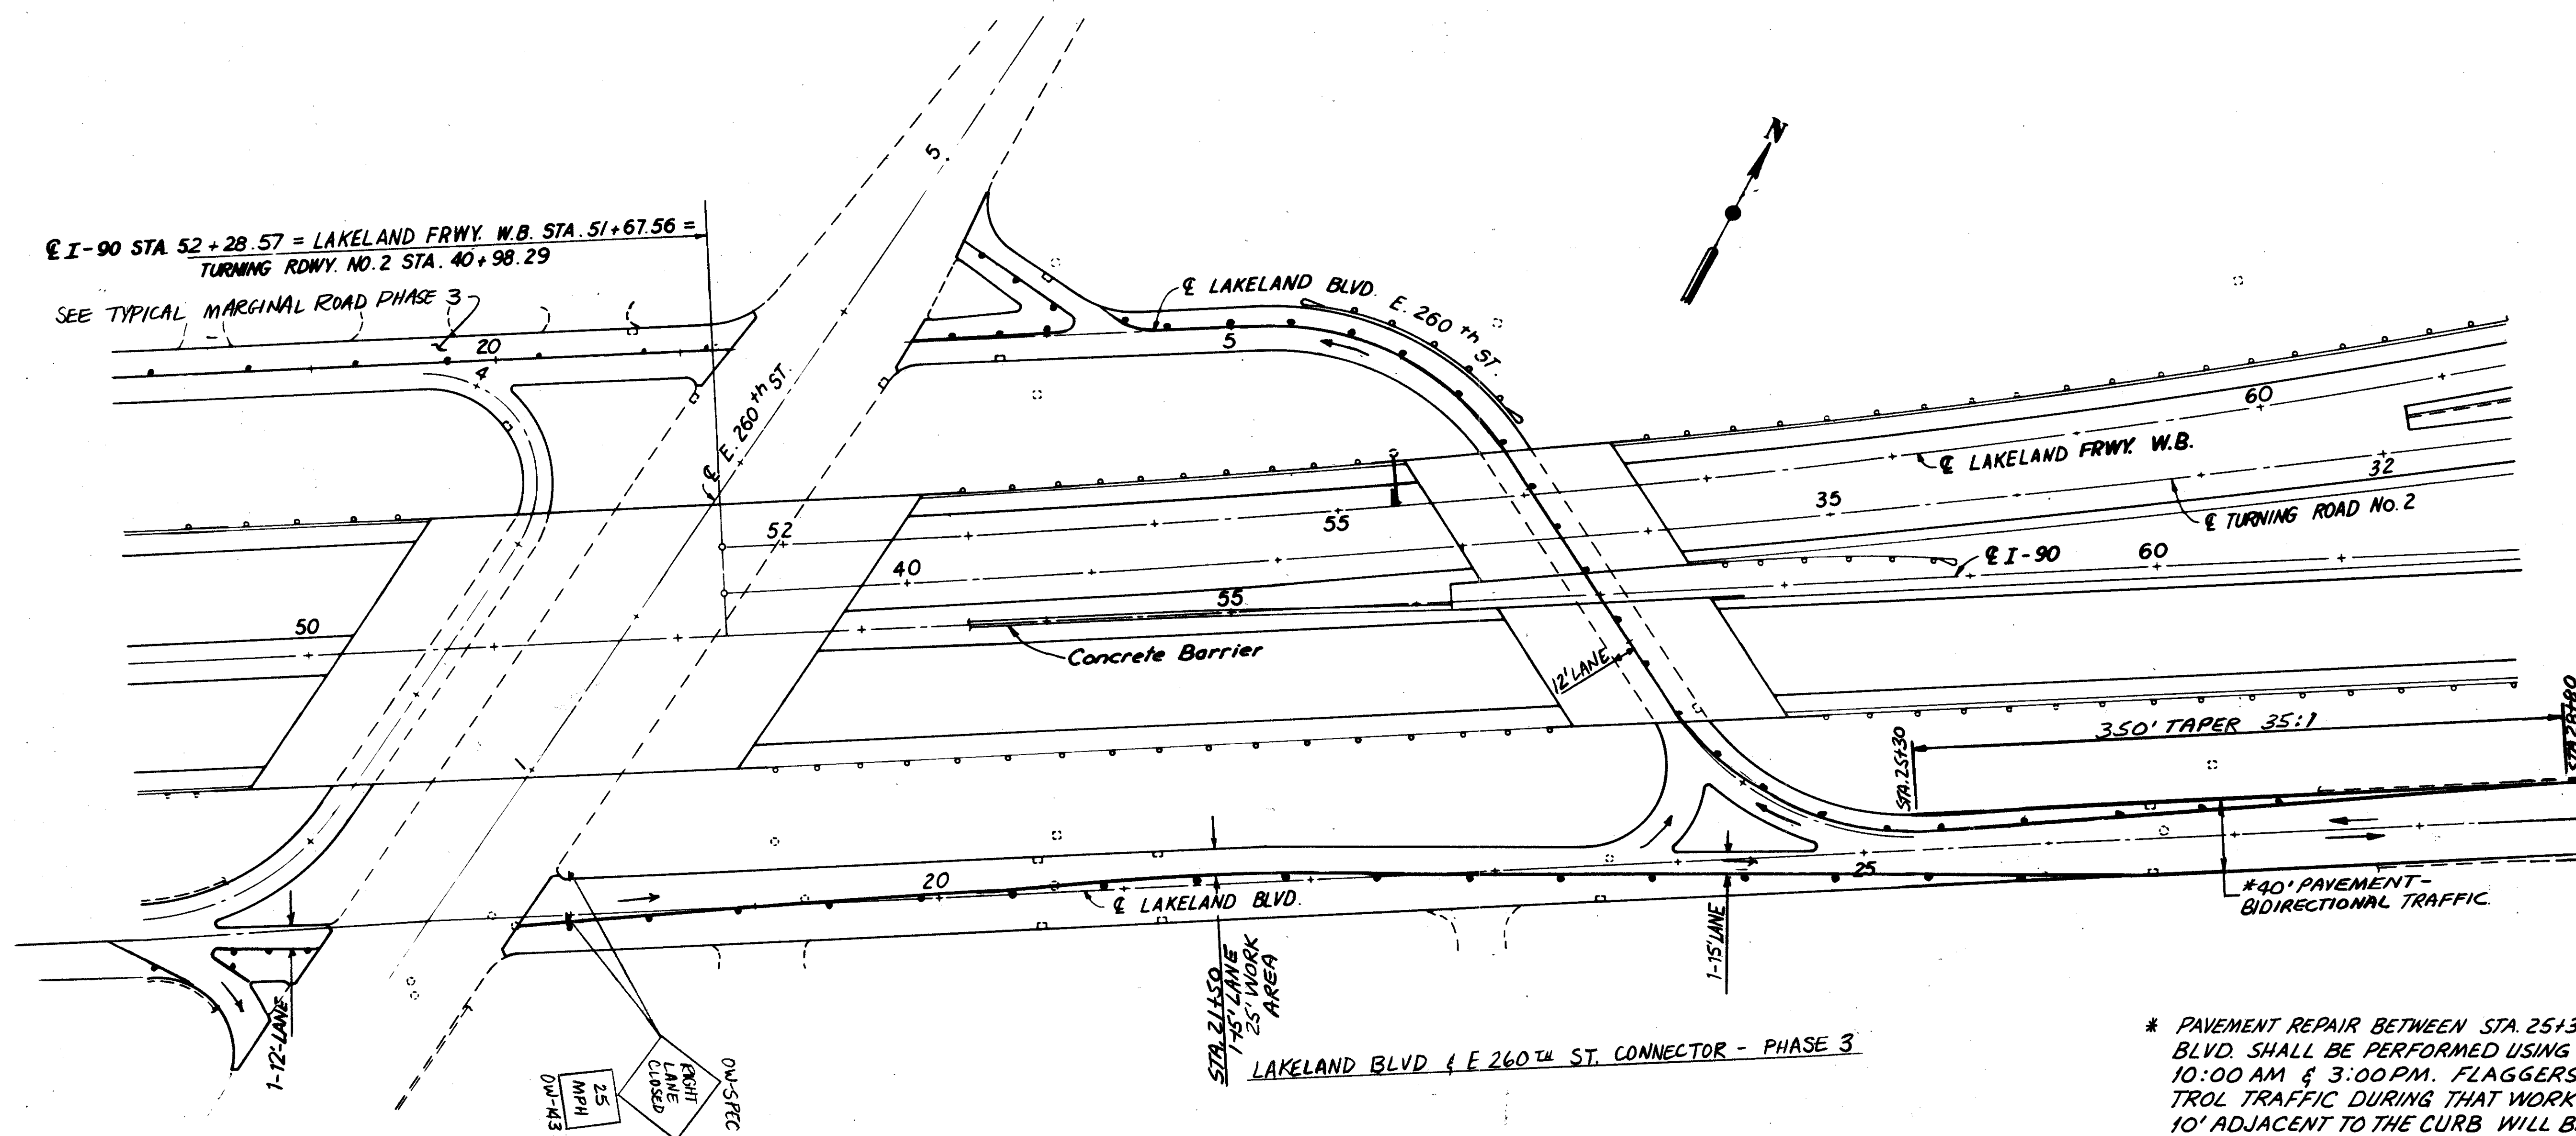 5
N
℄ I-90 STA. 52+28.57 = LAKELAND FRWY. W.B. STA. 51+67.56 =
TURNING RDWY. NO. 2 STA. 40+98.29
SEE TYPICAL MARGINAL ROAD PHASE 3
20
4
℄ E. 260th ST.
℄ LAKELAND BLVD.
E. 260th ST.
5
60
℄ LAKELAND FRWY. W.B.
32
35
℄ TURNING ROAD No. 2
52
55
40
℄ I-90
60
55
50
Concrete Barrier
12' LANE
1
350' TAPER 35:1
STA. 25+30
STA. 28+80
20
℄ LAKELAND BLVD.
25
*40' PAVEMENT-
BIDIRECTIONAL TRAFFIC.
1-12'-LANE
STA. 21+50
1-15' LANE
25' WORK
AREA
1-15' LANE
OW-SPEC
RIGHT
LANE
CLOSED
25
MPH
OW-143
LAKELAND BLVD & E 260TH ST. CONNECTOR - PHASE 3
* PAVEMENT REPAIR BETWEEN STA. 25+3
BLVD. SHALL BE PERFORMED USING
10:00 AM & 3:00 PM. FLAGGERS
TROL TRAFFIC DURING THAT WORK
10' ADJACENT TO THE CURB WILL B